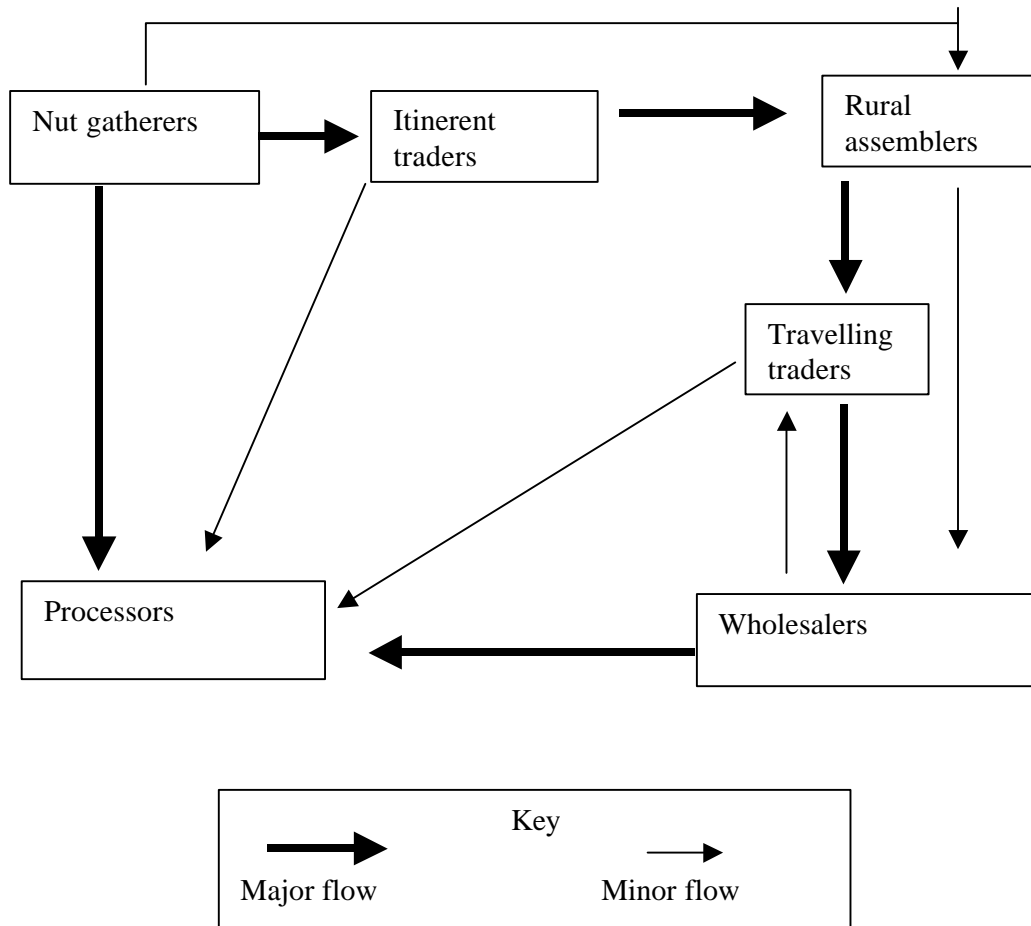 Nut gatherers
Itinerent
traders
Rural
assemblers
Travelling
traders
Processors
Wholesalers
Key
Major flow
Minor flow